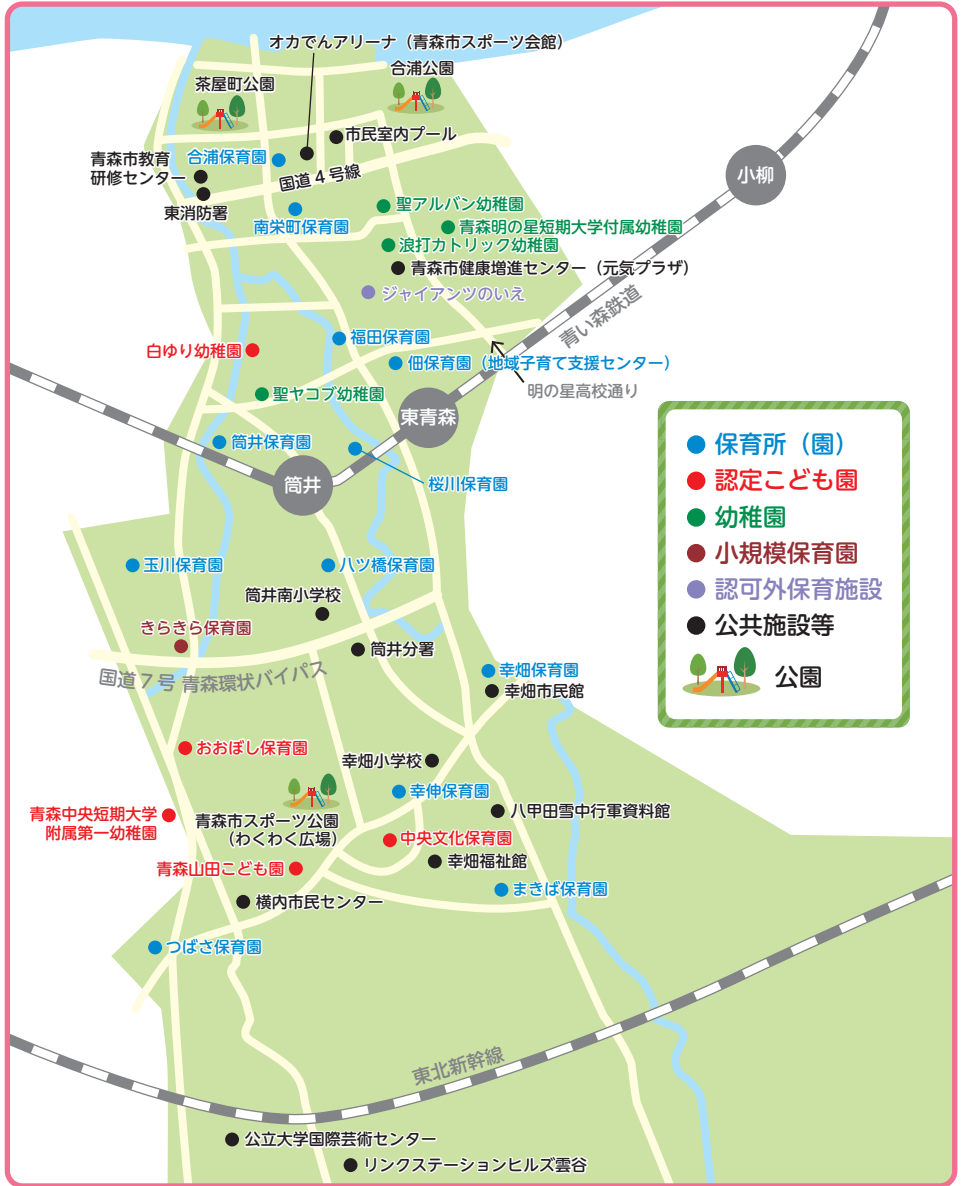 オカでんアリーナ（青森市スポーツ会館）
合浦公園
茶屋町公園
市民室内プール
青森市教育
研修センター
合浦保育園
国道４号線
小柳
東消防署
聖アルバン幼稚園
南栄町保育園
青森明の星短期大学付属幼稚園
浪打カトリック幼稚園
青森市健康増進センター（元気プラザ）
ジャイアンツのいえ
青い森鉄道
福田保育園
白ゆり幼稚園
佃保育園（地域子育て支援センター）
明の星高校通り
聖ヤコブ幼稚園
東青森
筒井保育園
筒井
桜川保育園
保育所（園）
認定こども園
幼稚園
小規模保育園
認可外保育施設
公共施設等
公園
玉川保育園
八ツ橋保育園
筒井南小学校
きらきら保育園
筒井分署
国道７号 青森環状バイパス
幸畑保育園
幸畑市民館
おおぼし保育園
幸畑小学校
幸伸保育園
青森中央短期大学
附属第一幼稚園
青森市スポーツ公園
（わくわく広場）
八甲田雪中行軍資料館
中央文化保育園
幸畑福祉館
青森山田こども園
まきば保育園
横内市民センター
つばさ保育園
東北新幹線
公立大学国際芸術センター
リンクステーションヒルズ雲谷